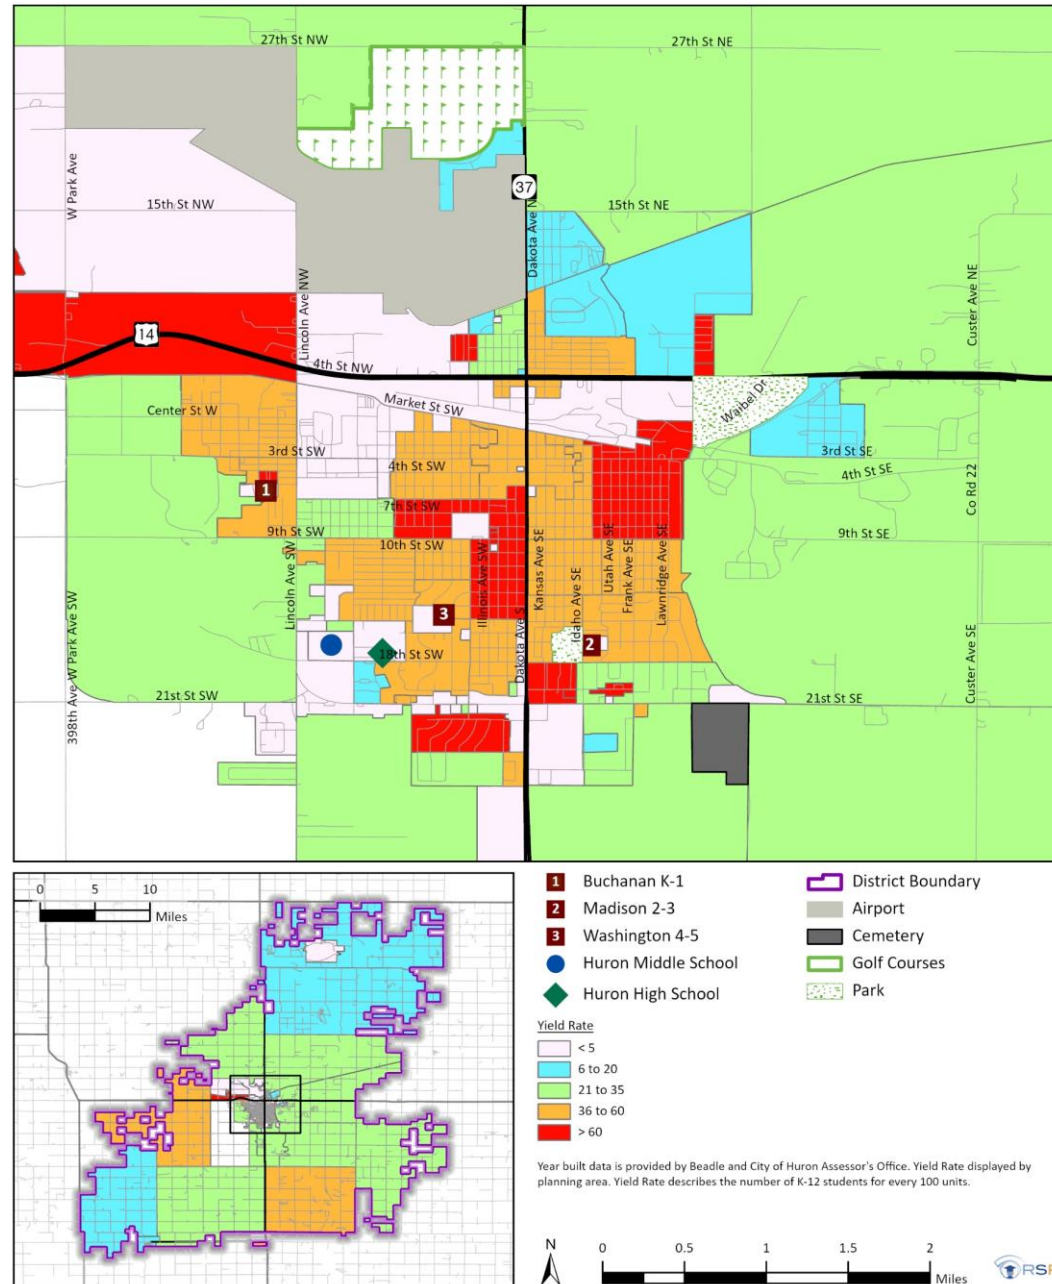 27th St NW
27th St NE
W Park Ave
37
15th St NW
15th St NE
Dakota Ave N
Lincoln Ave NW
Custer Ave NE
14
4th St NW
Market St SW
Center St W
Waibel Dr
3rd St SW
3rd St SE
4th St SW
4th St SE
Co Rd 22
1
7th St SW
9th St SW
9th St SE
10th St SW
Kansas Ave SE
Utah Ave SE
Frank Ave SE
Lawnridge Ave SE
Idaho Ave SE
Illinois Ave SW
Lincoln Ave SW
3
2
18th St SW
Dakota Ave S
398th Ave W Park Ave SW
Custer Ave SE
21st St SW
21st St SE
0 5 10
Miles
1 Buchanan K-1
2 Madison 2-3
3 Washington 4-5
Huron Middle School
Huron High School
District Boundary
Airport
Cemetery
Golf Courses
Park
Yield Rate
< 5
6 to 20
21 to 35
36 to 60
> 60
Year built data is provided by Beadle and City of Huron Assessor's Office. Yield Rate displayed by
planning area. Yield Rate describes the number of K-12 students for every 100 units.
N
0 0.5 1 1.5 2
Miles